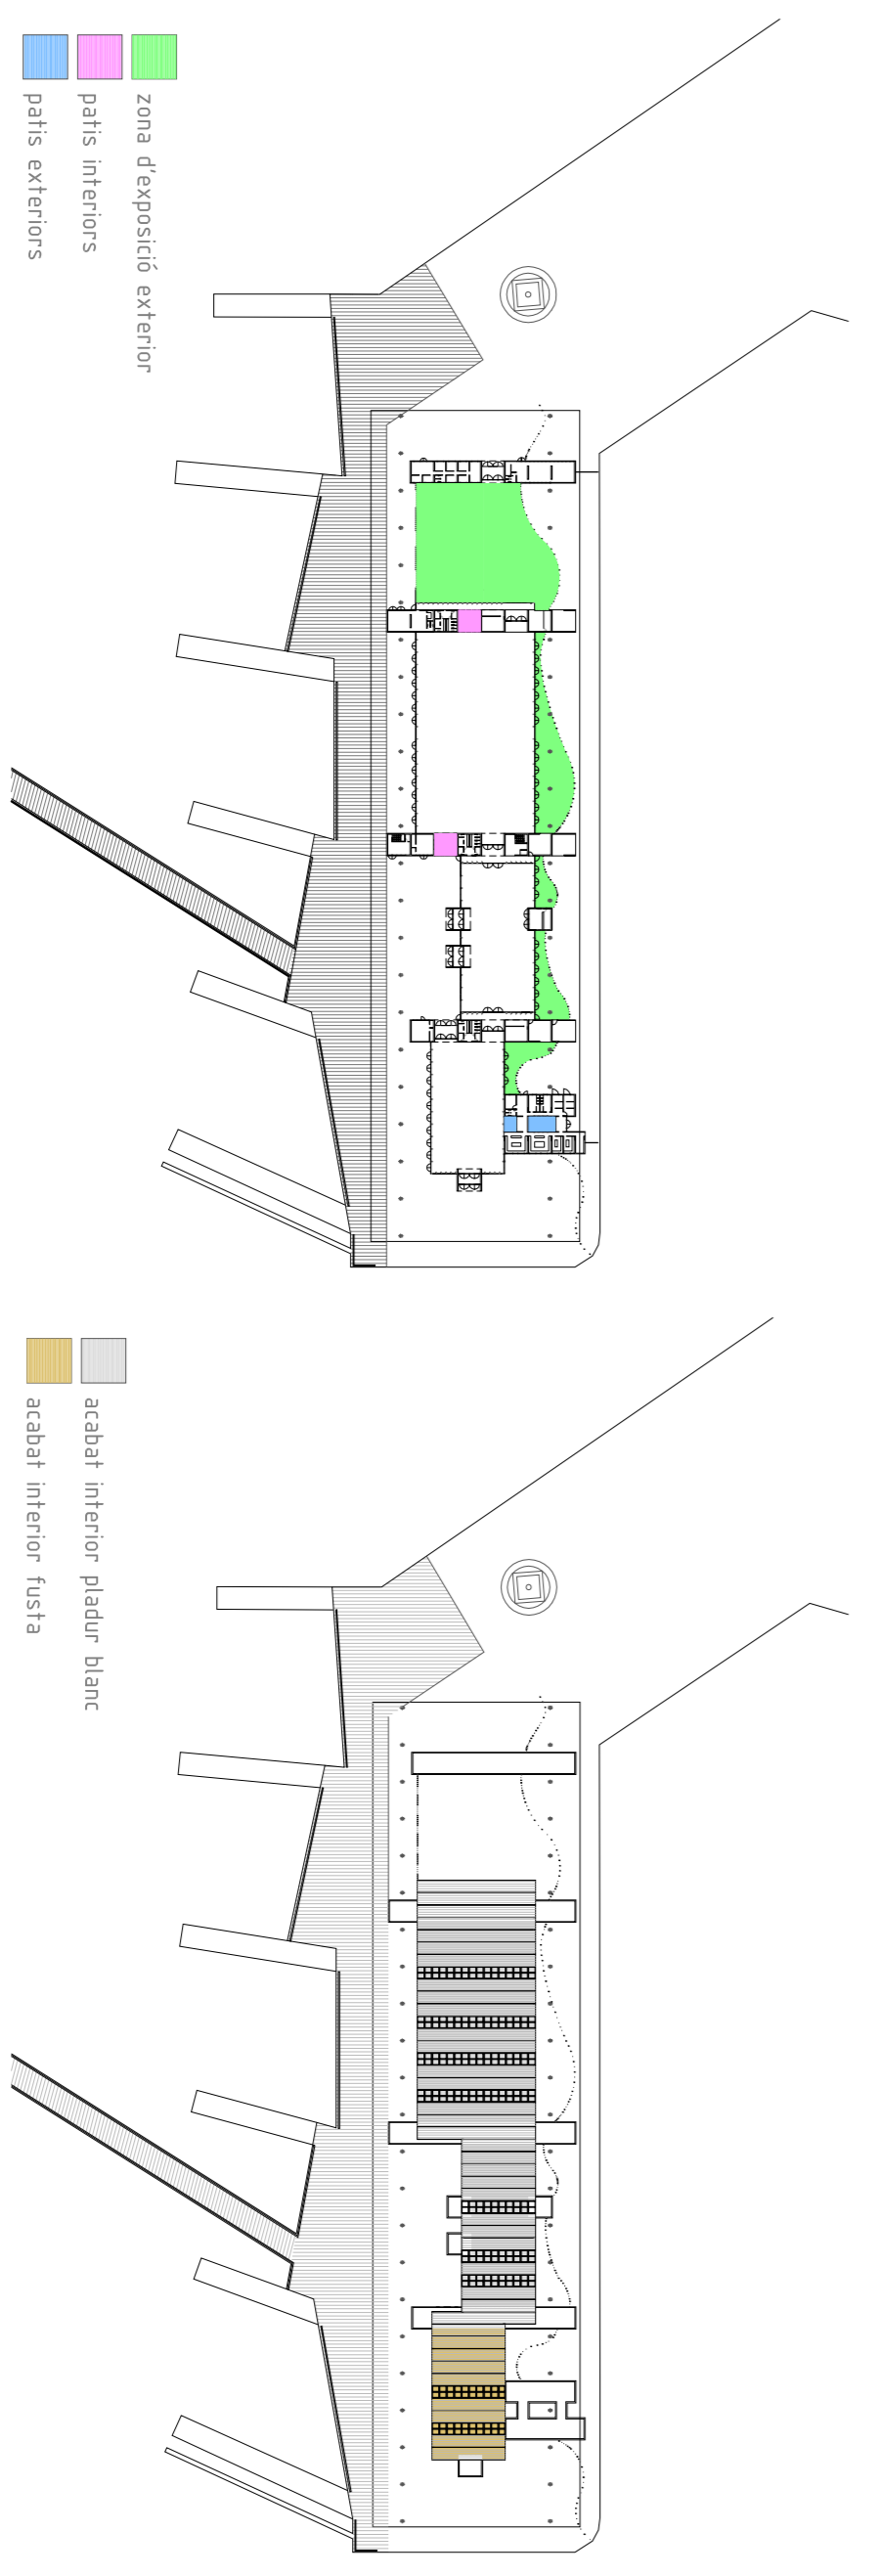 zona d'exposició exterior
patis interiors
patis exteriors
acabat interior pladur blanc
acabat interior fusta